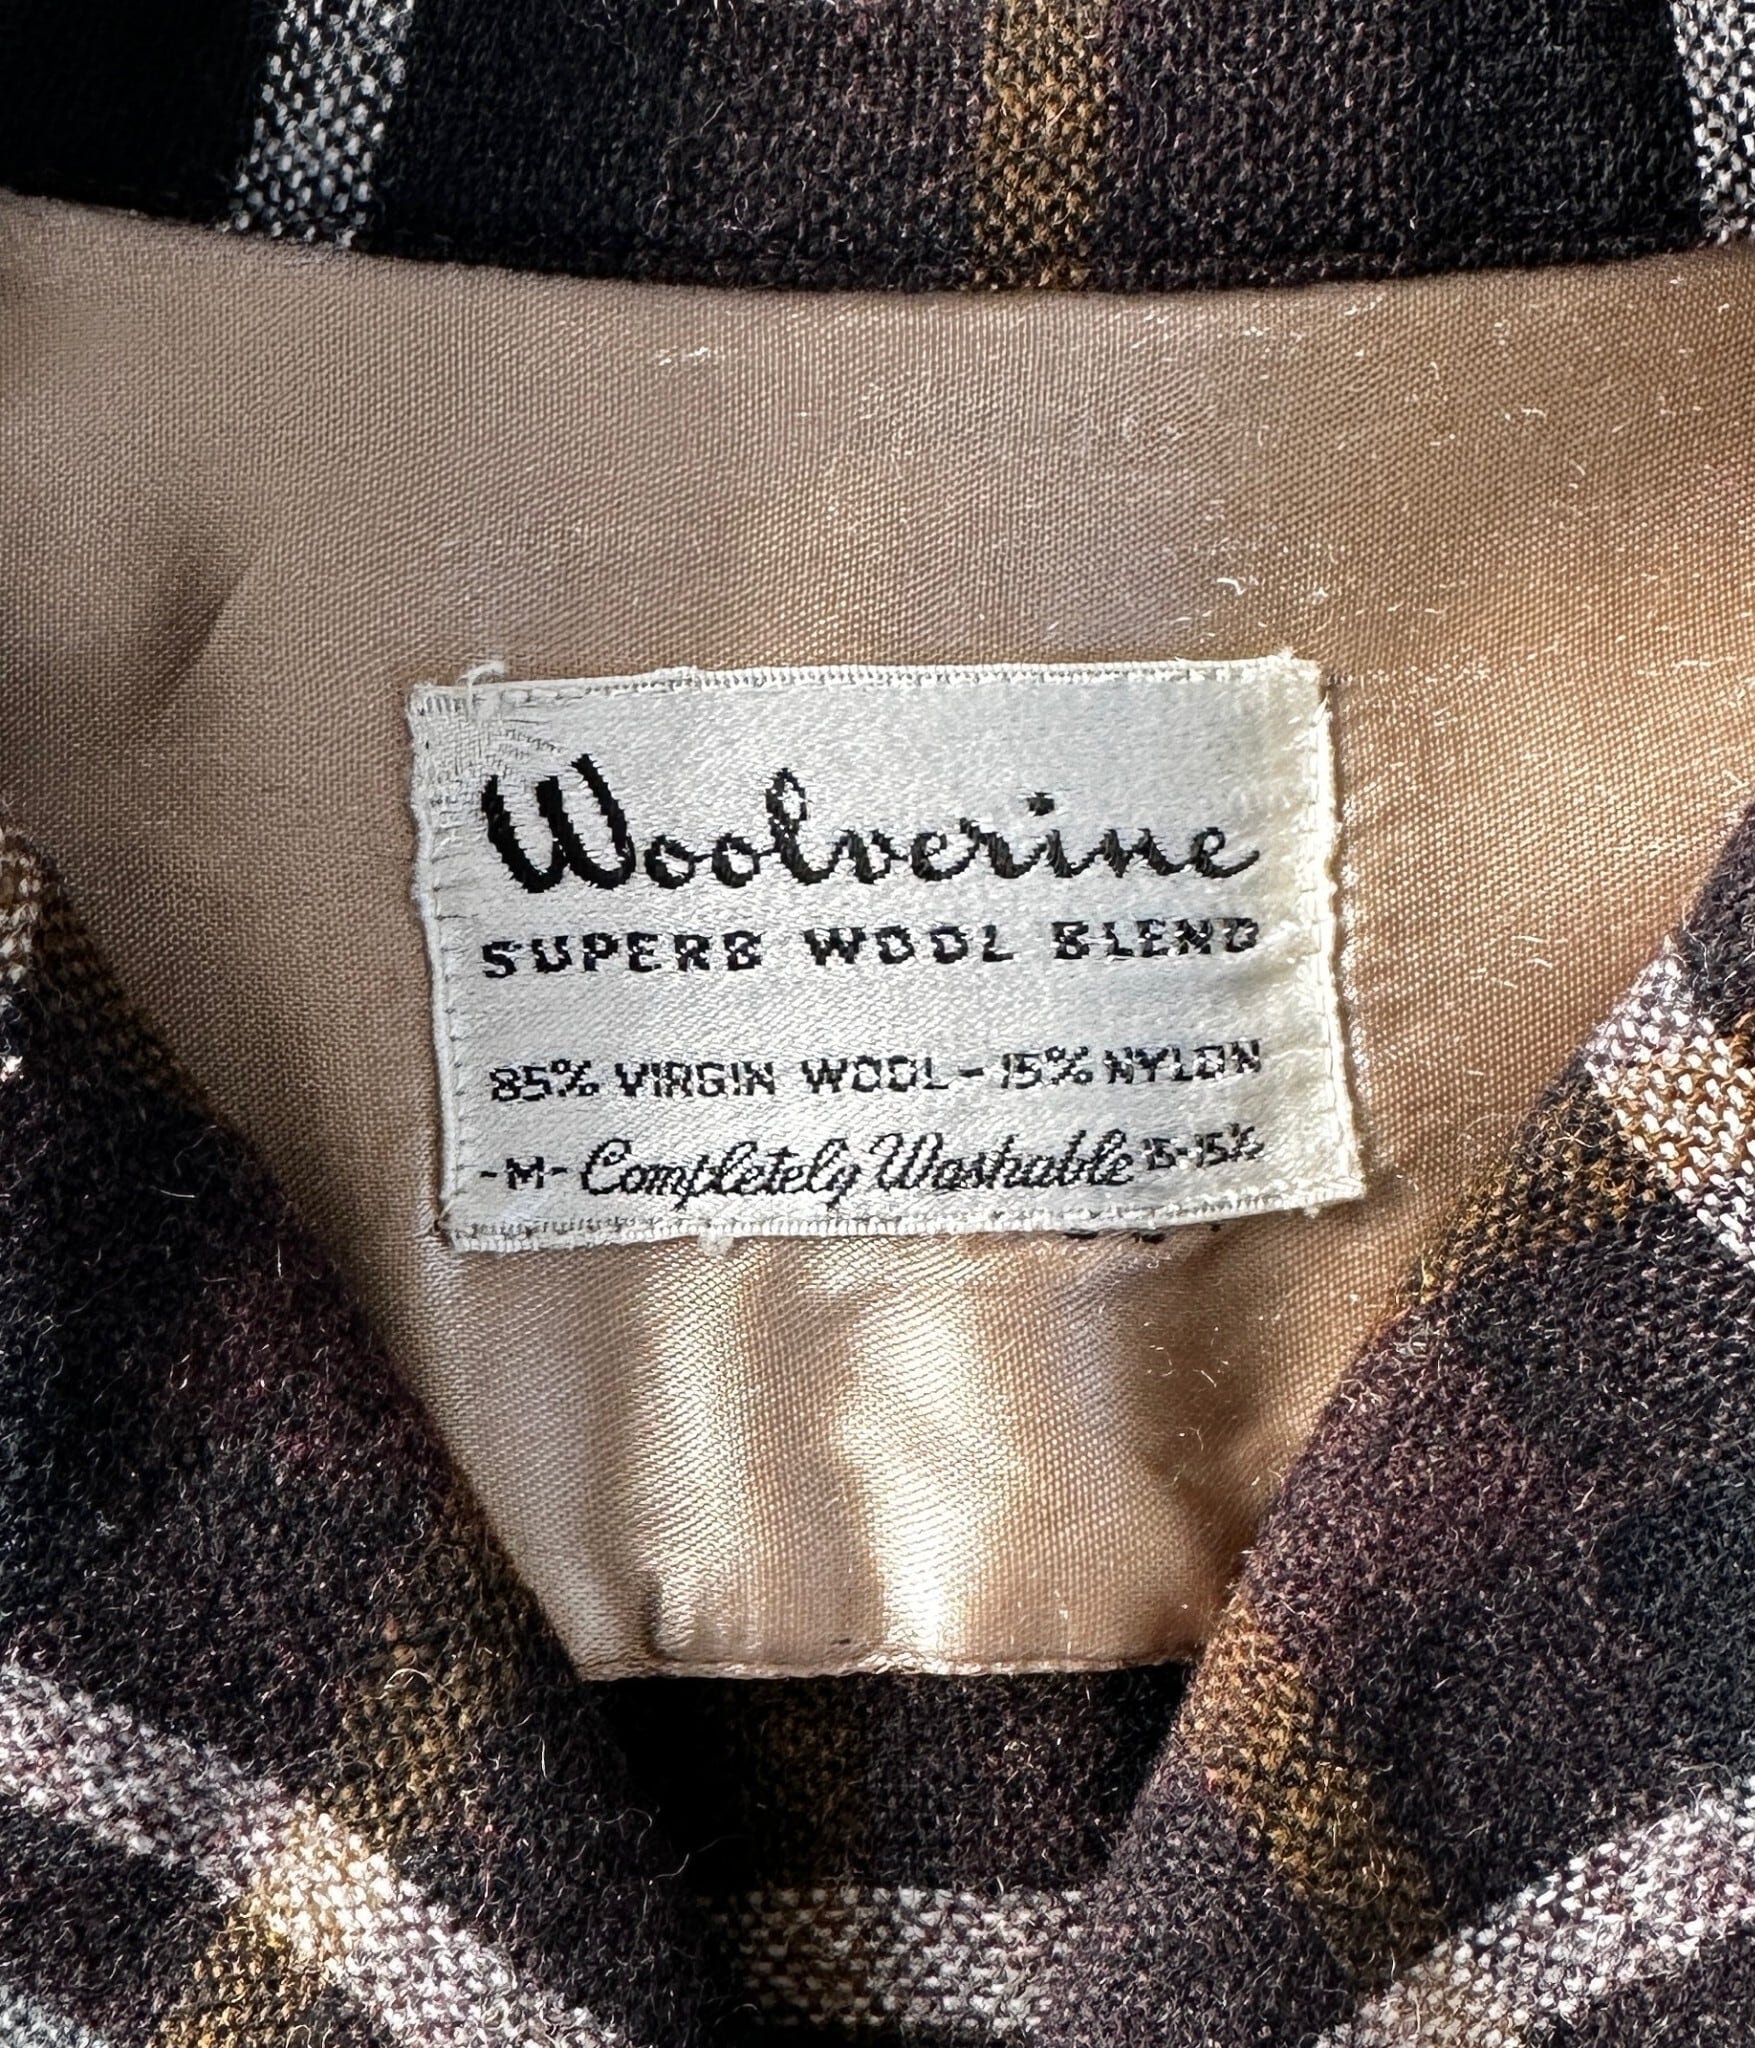 Woolverine
SUPERB WOOL BLEND
85% VIRGIN WOOL-15% NYLON
-M- Completely Washable 15-15½